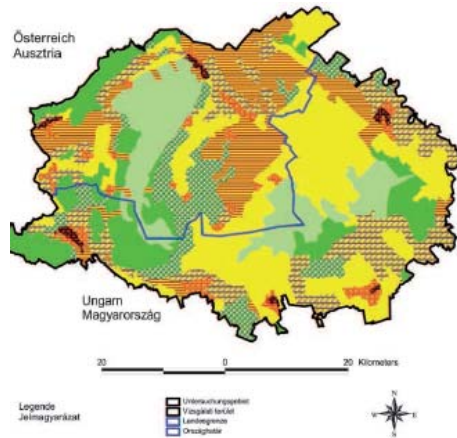 Österreich
Ausztria
Ungarn
Magyarország
20 0 20 Kilometers
Legende
Jelmagyarázat
Untersuchungsgebiet
Vizsgálati terület
Landesgrenze
Országhatár
N
W E
S